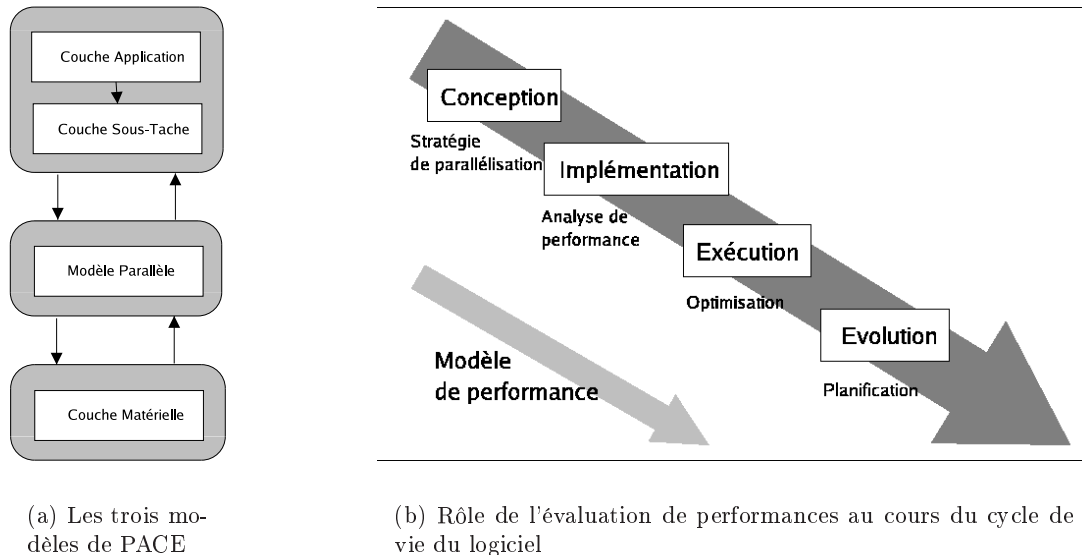 Couche Application
Couche Sous-Tache
Modèle Parallèle
Couche Matérielle
(a) Les trois mo-
dèles de PACE
Conception
Stratégie
de parallélisation
Implémentation
Analyse de
performance
Exécution
Optimisation
Evolution
Planification
Modèle
de performance
(b) Rôle de l'évaluation de performances au cours du cycle de
vie du logiciel